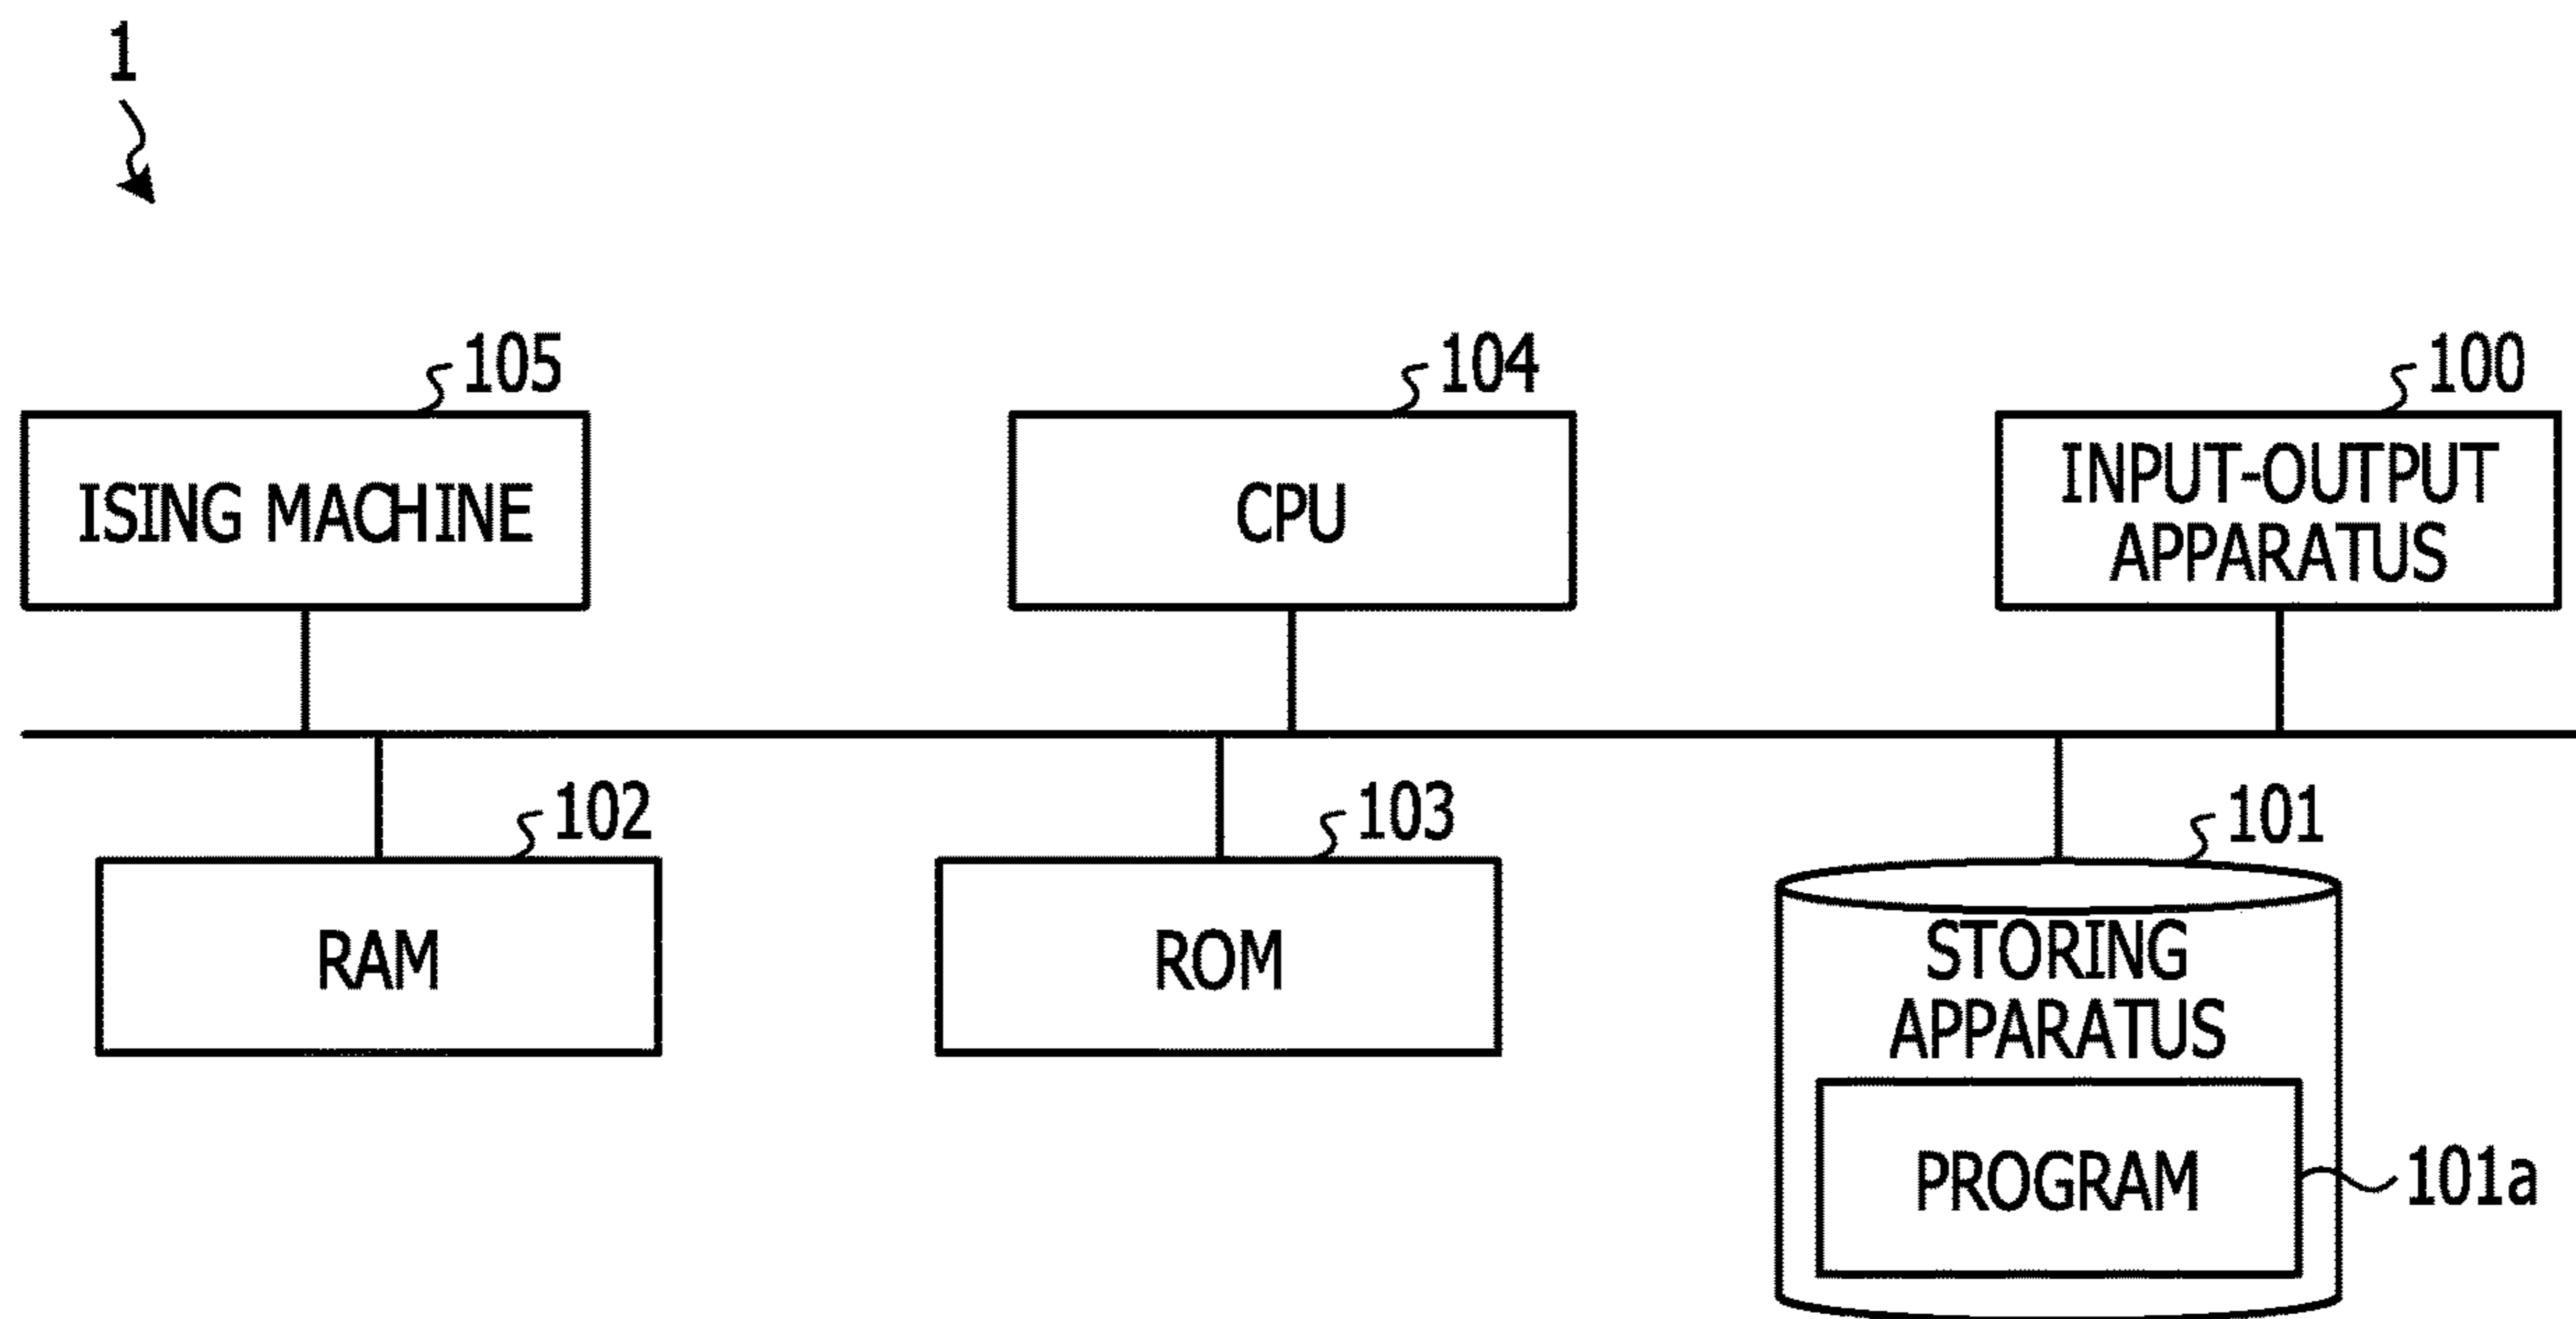 1
105
104
100
ISING MACHINE
CPU
INPUT-OUTPUT
APPARATUS
102
103
101
RAM
ROM
STORING
APPARATUS
PROGRAM
101a